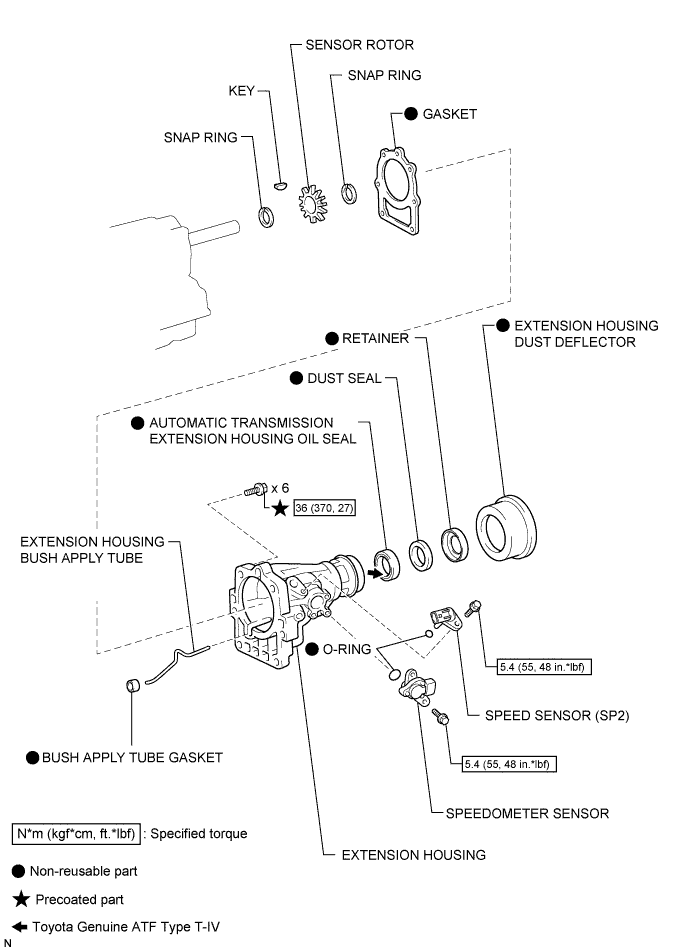 SENSOR ROTOR
SNAP RING
KEY
GASKET
SNAP RING
EXTENSION HOUSING
DUST DEFLECTOR
RETAINER
DUST SEAL
AUTOMATIC TRANSMISSION
EXTENSION HOUSING OIL SEAL
x 6
36 (370, 27)
EXTENSION HOUSING
BUSH APPLY TUBE
O-RING
5.4 (55, 48 in.*lbf)
SPEED SENSOR (SP2)
BUSH APPLY TUBE GASKET
5.4 (55, 48 in.*lbf)
SPEEDOMETER SENSOR
N*m (kgf*cm, ft.*lbf) : Specified torque
EXTENSION HOUSING
Non-reusable part
Precoated part
Toyota Genuine ATF Type T-IV
N